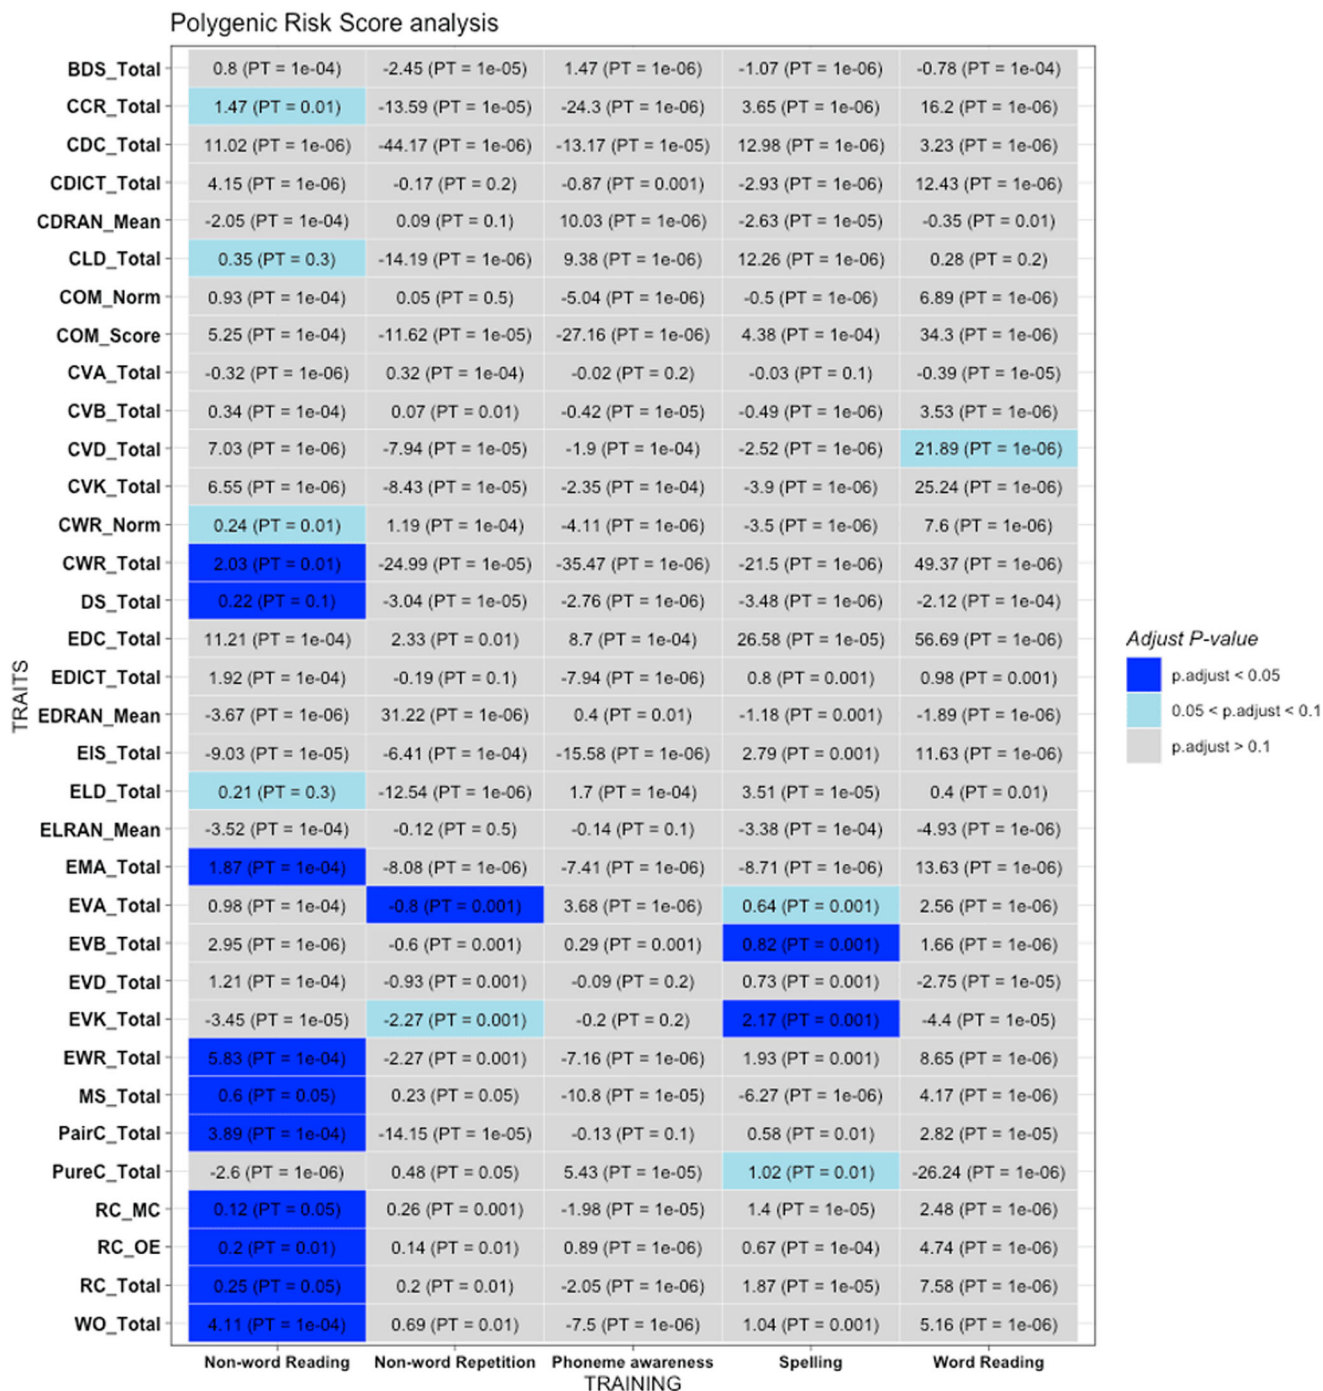 Polygenic Risk Score analysis
BDS_Total 0.8 (PT = 1e-04) -2.45 (PT = 1e-05) 1.47 (PT = 1e-06) -1.07 (PT = 1e-06) -0.78 (PT = 1e-04)
CCR_Total 1.47 (PT = 0.01) -13.59 (PT = 1e-05) -24.3 (PT = 1e-06) 3.65 (PT = 1e-06) 16.2 (PT = 1e-06)
CDC_Total 11.02 (PT = 1e-06) -44.17 (PT = 1e-06) -13.17 (PT = 1e-05) 12.98 (PT = 1e-06) 3.23 (PT = 1e-06)
CDICT_Total 4.15 (PT = 1e-06) -0.17 (PT = 0.2) -0.87 (PT = 0.001) -2.93 (PT = 1e-06) 12.43 (PT = 1e-06)
CDRAN_Mean -2.05 (PT = 1e-04) 0.09 (PT = 0.1) 10.03 (PT = 1e-06) -2.63 (PT = 1e-05) -0.35 (PT = 0.01)
CLD_Total 0.35 (PT = 0.3) -14.19 (PT = 1e-06) 9.38 (PT = 1e-06) 12.26 (PT = 1e-06) 0.28 (PT = 0.2)
COM_Norm 0.93 (PT = 1e-04) 0.05 (PT = 0.5) -5.04 (PT = 1e-06) -0.5 (PT = 1e-06) 6.89 (PT = 1e-06)
COM_Score 5.25 (PT = 1e-04) -11.62 (PT = 1e-05) -27.16 (PT = 1e-06) 4.38 (PT = 1e-04) 34.3 (PT = 1e-06)
CVA_Total -0.32 (PT = 1e-06) 0.32 (PT = 1e-04) -0.02 (PT = 0.2) -0.03 (PT = 0.1) -0.39 (PT = 1e-05)
CVB_Total 0.34 (PT = 1e-04) 0.07 (PT = 0.01) -0.42 (PT = 1e-05) -0.49 (PT = 1e-06) 3.53 (PT = 1e-06)
CVD_Total 7.03 (PT = 1e-06) -7.94 (PT = 1e-05) -1.9 (PT = 1e-04) -2.52 (PT = 1e-06) 21.89 (PT = 1e-06)
CVK_Total 6.55 (PT = 1e-06) -8.43 (PT = 1e-05) -2.35 (PT = 1e-04) -3.9 (PT = 1e-06) 25.24 (PT = 1e-06)
CWR_Norm 0.24 (PT = 0.01) 1.19 (PT = 1e-04) -4.11 (PT = 1e-06) -3.5 (PT = 1e-06) 7.6 (PT = 1e-06)
CWR_Total 2.03 (PT = 0.01) -24.99 (PT = 1e-05) -35.47 (PT = 1e-06) -21.5 (PT = 1e-06) 49.37 (PT = 1e-06)
DS_Total 0.22 (PT = 0.1) -3.04 (PT = 1e-05) -2.76 (PT = 1e-06) -3.48 (PT = 1e-06) -2.12 (PT = 1e-04)
EDC_Total 11.21 (PT = 1e-04) 2.33 (PT = 0.01) 8.7 (PT = 1e-04) 26.58 (PT = 1e-05) 56.69 (PT = 1e-06)
EDICT_Total 1.92 (PT = 1e-04) -0.19 (PT = 0.1) -7.94 (PT = 1e-06) 0.8 (PT = 0.001) 0.98 (PT = 0.001)
EDRAN_Mean -3.67 (PT = 1e-06) 31.22 (PT = 1e-06) 0.4 (PT = 0.01) -1.18 (PT = 0.001) -1.89 (PT = 1e-04)
EIS_Total -9.03 (PT = 1e-05) -6.41 (PT = 1e-04) -15.58 (PT = 1e-06) 2.79 (PT = 0.001) 11.63 (PT = 1e-06)
ELD_Total 0.21 (PT = 0.3) -12.54 (PT = 1e-06) 1.7 (PT = 1e-04) 3.51 (PT = 1e-05) 0.4 (PT = 0.01)
ELRAN_Mean -3.52 (PT = 1e-04) -0.12 (PT = 0.5) -0.14 (PT = 0.1) -3.38 (PT = 1e-04) -4.93 (PT = 1e-06)
EMA_Total 1.87 (PT = 1e-04) -8.08 (PT = 1e-06) -7.41 (PT = 1e-06) -8.71 (PT = 1e-06) 13.63 (PT = 1e-06)
EVA_Total 0.98 (PT = 1e-04) -0.8 (PT = 0.001) 3.68 (PT = 1e-06) 0.64 (PT = 0.001) 2.56 (PT = 1e-06)
EVB_Total 2.95 (PT = 1e-06) -0.6 (PT = 0.001) 0.29 (PT = 0.001) 0.82 (PT = 0.001) 1.66 (PT = 1e-06)
EVD_Total 1.21 (PT = 1e-04) -0.93 (PT = 0.001) -0.09 (PT = 0.2) 0.73 (PT = 0.001) -2.75 (PT = 1e-05)
EVK_Total -3.45 (PT = 1e-05) -2.27 (PT = 0.001) -0.2 (PT = 0.2) 2.17 (PT = 0.001) -4.4 (PT = 1e-05)
EWR_Total 5.83 (PT = 1e-04) -2.27 (PT = 0.001) -7.16 (PT = 1e-06) 1.93 (PT = 0.001) 8.65 (PT = 1e-06)
MS_Total 0.6 (PT = 0.05) 0.23 (PT = 0.05) -10.8 (PT = 1e-05) -6.27 (PT = 1e-06) 4.17 (PT = 1e-06)
PairC_Total 3.89 (PT = 1e-04) -14.15 (PT = 1e-05) -0.13 (PT = 0.1) 0.58 (PT = 0.01) 2.82 (PT = 1e-05)
PureC_Total -2.6 (PT = 1e-06) 0.48 (PT = 0.05) 5.43 (PT = 1e-05) 1.02 (PT = 0.01) -26.24 (PT = 1e-06)
RC_MC 0.12 (PT = 0.05) 0.26 (PT = 0.001) -1.98 (PT = 1e-05) 1.4 (PT = 1e-05) 2.48 (PT = 1e-06)
RC_OE 0.2 (PT = 0.01) 0.14 (PT = 0.01) 0.89 (PT = 1e-06) 0.67 (PT = 1e-04) 4.74 (PT = 1e-06)
RC_Total 0.25 (PT = 0.05) 0.2 (PT = 0.01) -2.05 (PT = 1e-06) 1.87 (PT = 1e-05) 7.58 (PT = 1e-06)
WO_Total 4.11 (PT = 1e-04) 0.69 (PT = 0.01) -7.5 (PT = 1e-06) 1.04 (PT = 0.001) 5.16 (PT = 1e-06)
Non-word Reading Non-word Repetition Phoneme awareness Spelling Word Reading
TRAINING
TRAITS
Adjust P-value
p.adjust < 0.05
0.05 < p.adjust < 0.1
p.adjust > 0.1